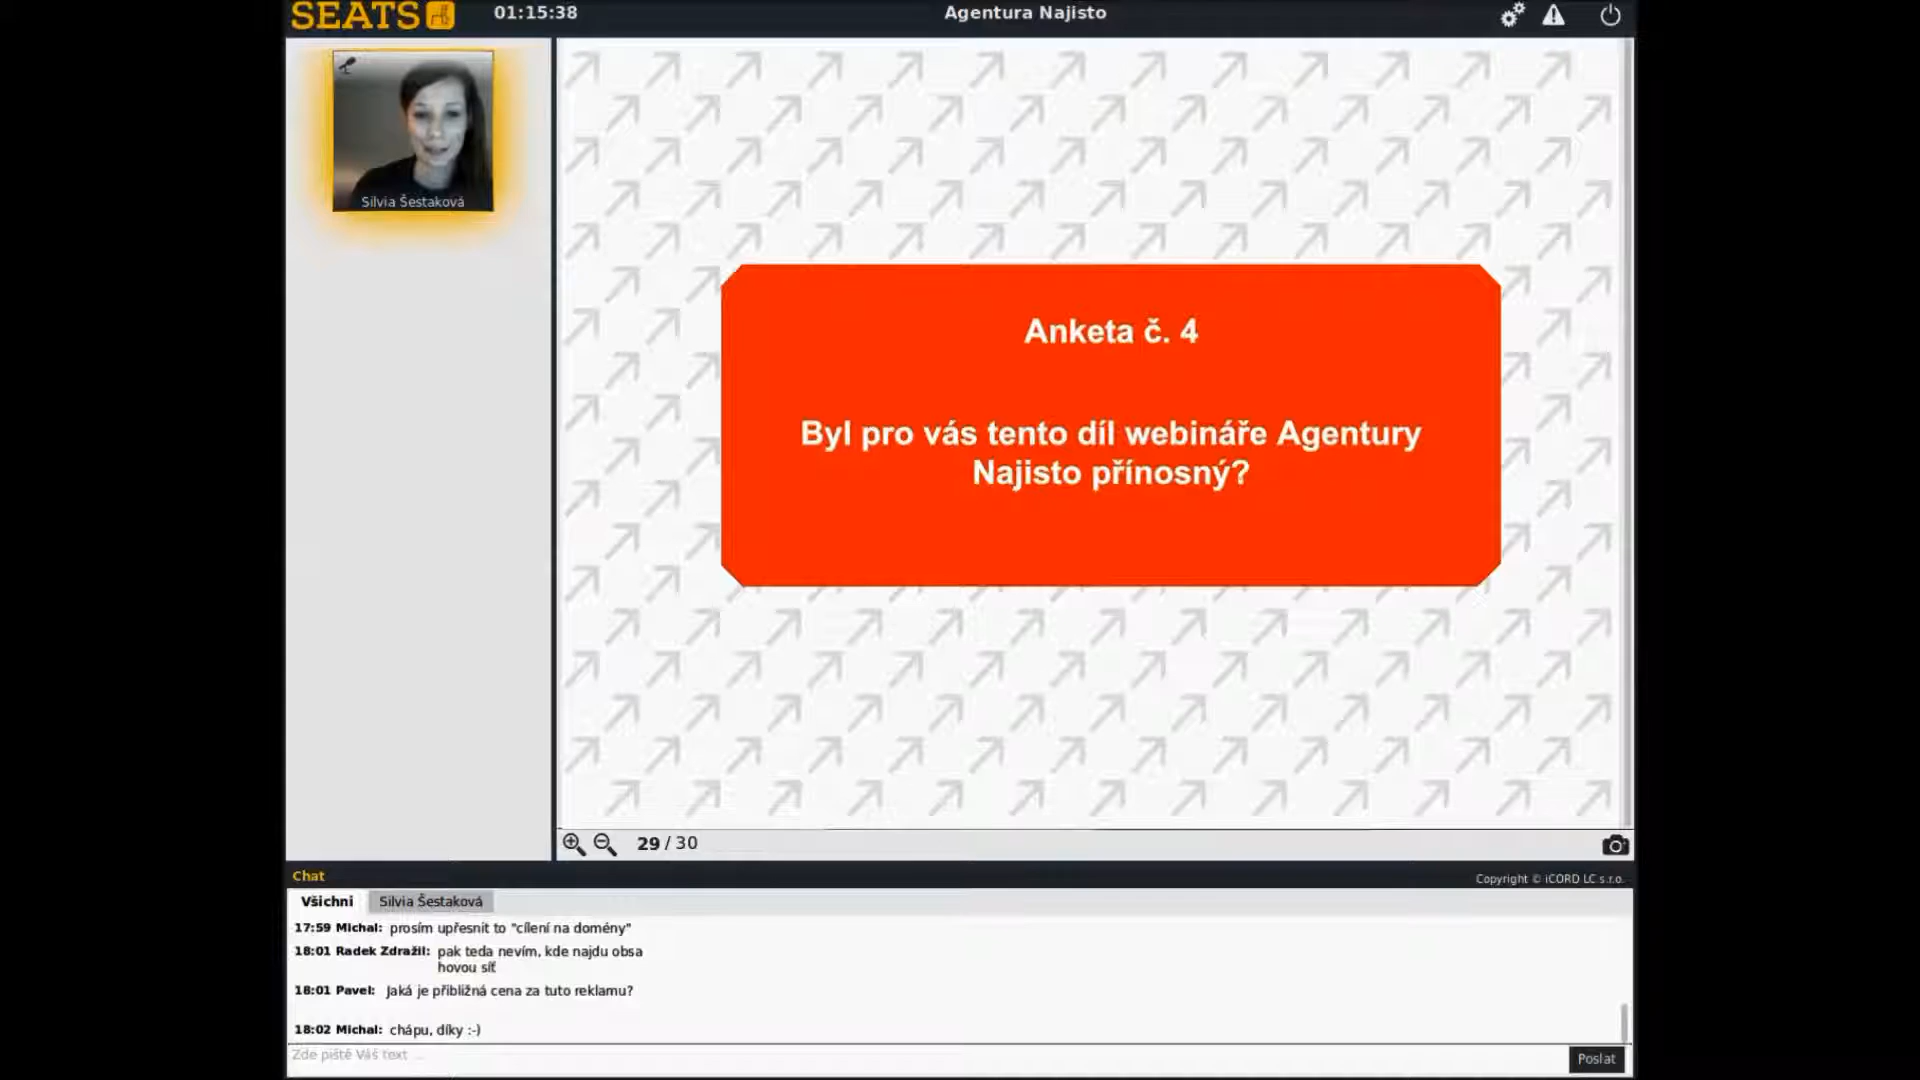 SEATS
01:15:38
Agentura Najisto
Silvia Šestaková
Anketa č. 4
Byl pro vás tento díl webináře Agentury
Najisto přínosný?
29 / 30
Chat
Copyright © iCORD LC s.r.o.
Všichni
Silvia Šestaková
17:59 Michal: prosím upřesnit to "cílení na domény"
18:01 Radek Zdražil: pak teda nevím, kde najdu obsa
hovou síť
18:01 Pavel: Jaká je přibližná cena za tuto reklamu?
18:02 Michal: chápu, díky :-)
Zde piště Váš text ...
Poslat